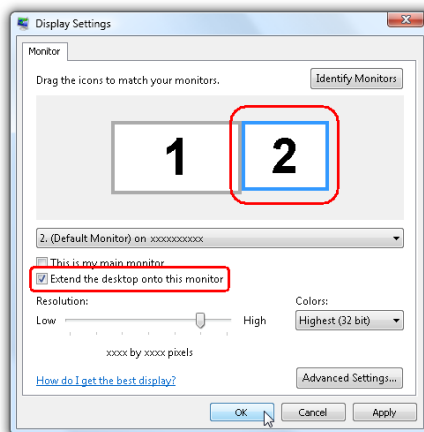 Display Settings
Monitor
Drag the icons to match your monitors.
Identify Monitors
1
2
2. (Default Monitor) on xxxxxxxxxx
This is my main monitor
Extend the desktop onto this monitor
Resolution:
Colors:
Low
High
Highest (32 bit)
xxxx by xxxx pixels
How do I get the best display?
Advanced Settings...
OK
Cancel
Apply